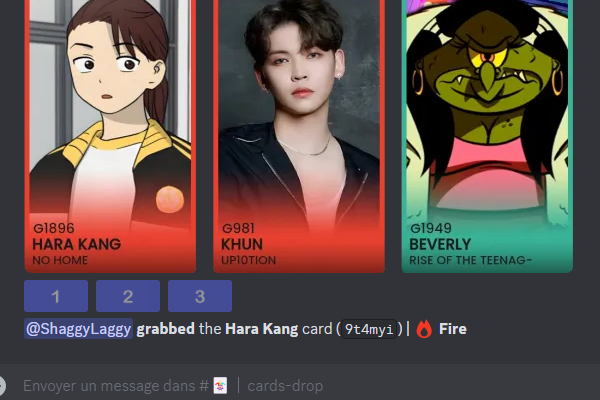 G1896
HARA KANG
NO HOME
G981
KHUN
UP10TION
G1949
BEVERLY
RISE OF THE TEENAG-
1 2 3
@ShaggyLaggy grabbed the Hara Kang card ( 9t4myi ) | Fire
Envoyer un message dans # | cards-drop